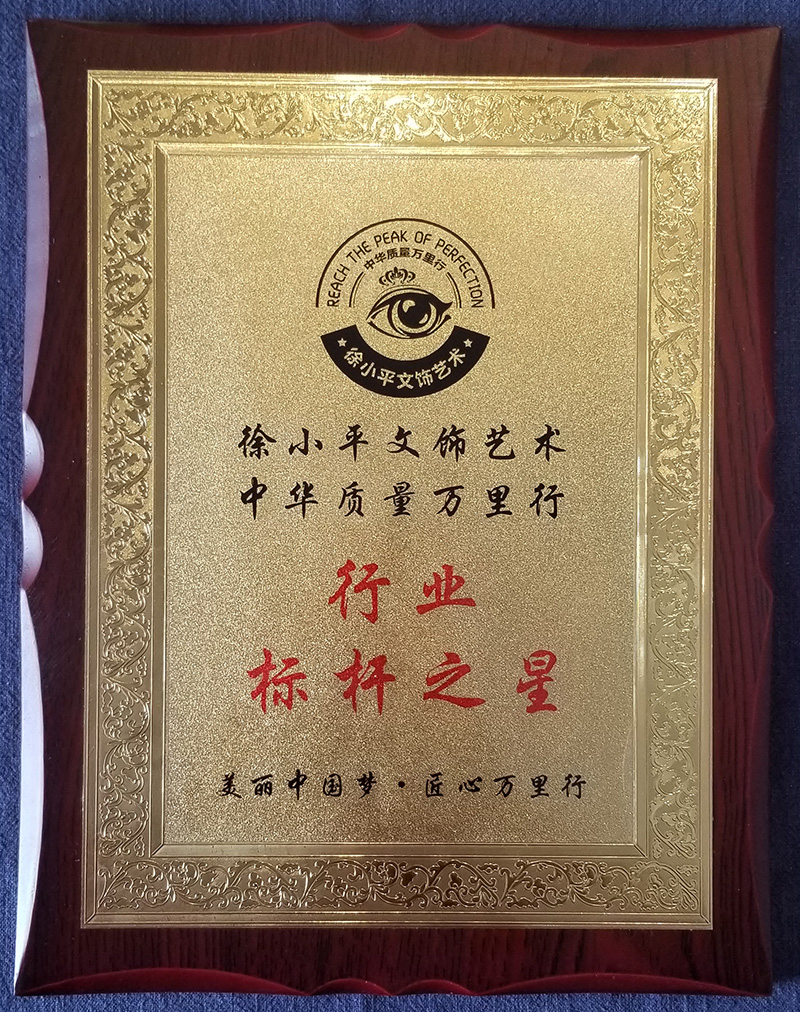 REACH THE PEAK OF PERFECTION
中华质量万里行
徐小平文饰艺术
徐小平文饰艺术
中华质量万里行
行业
标杆之星
美丽中国梦·匠心万里行